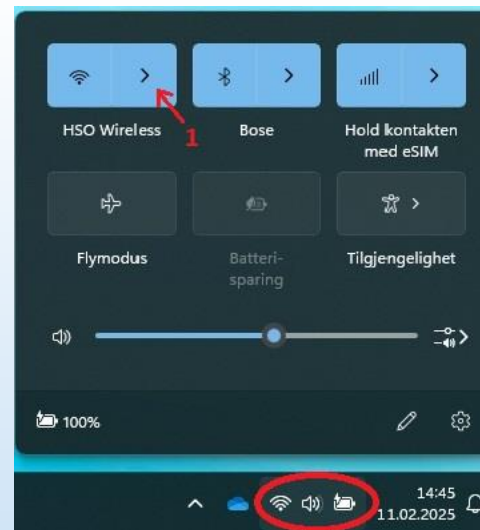 HSO Wireless
1
Bose
Hold kontakten
med eSIM
Flymodus
Batteri-
sparing
Tilgjengelighet
100%
14:45
11.02.2025